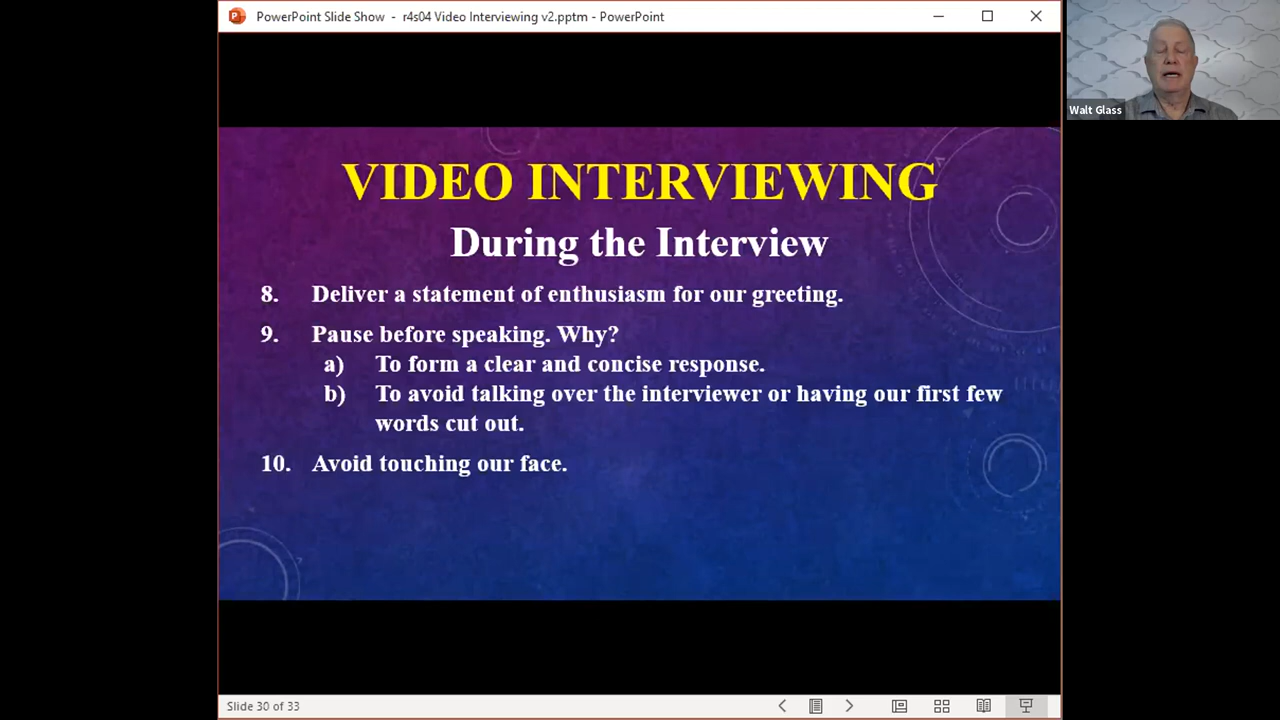 PowerPoint Slide Show - r4s04 Video Interviewing v2.pptm - PowerPoint
Walt Glass
VIDEO INTERVIEWING
During the Interview
8. Deliver a statement of enthusiasm for our greeting.
9. Pause before speaking. Why?
a) To form a clear and concise response.
b) To avoid talking over the interviewer or having our first few
words cut out.
10. Avoid touching our face.
Slide 30 of 33